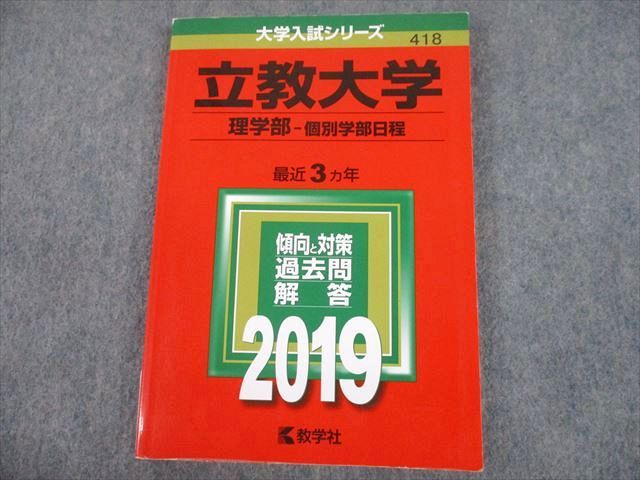 大学入試シリーズ
418
立教大学
理学部-個別学部日程
最近3カ年
傾向と対策
過去問
解答
2019
教学社